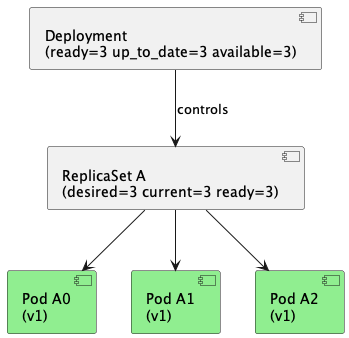 Deployment
(ready=3 up_to_date=3 available=3)
controls
ReplicaSet A
(desired=3 current=3 ready=3)
Pod A0
(v1)
Pod A1
(v1)
Pod A2
(v1)